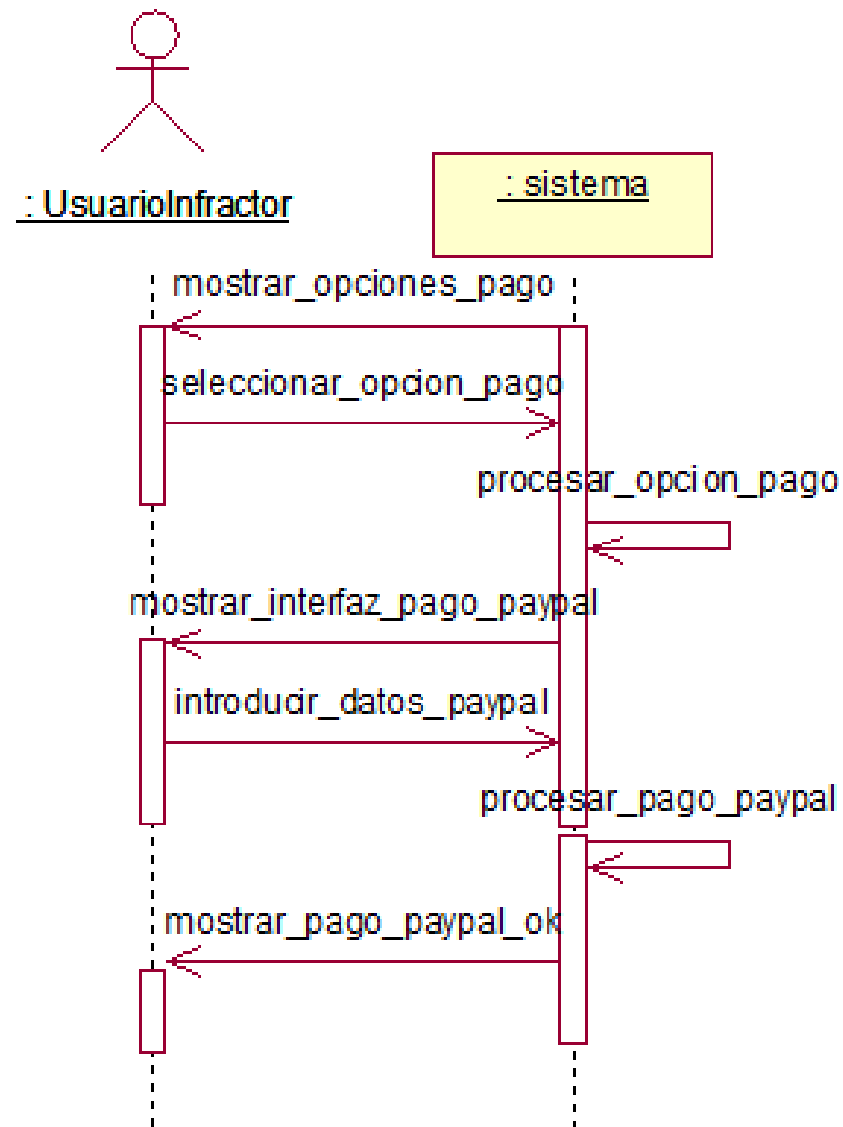 : UsuarioInfractor
: sistema
mostrar_opciones_pago
seleccionar_opcion_pago
procesar_opcion_pago
mostrar_interfaz_pago_paypal
introducir_datos_paypal
procesar_pago_paypal
mostrar_pago_paypal_ok